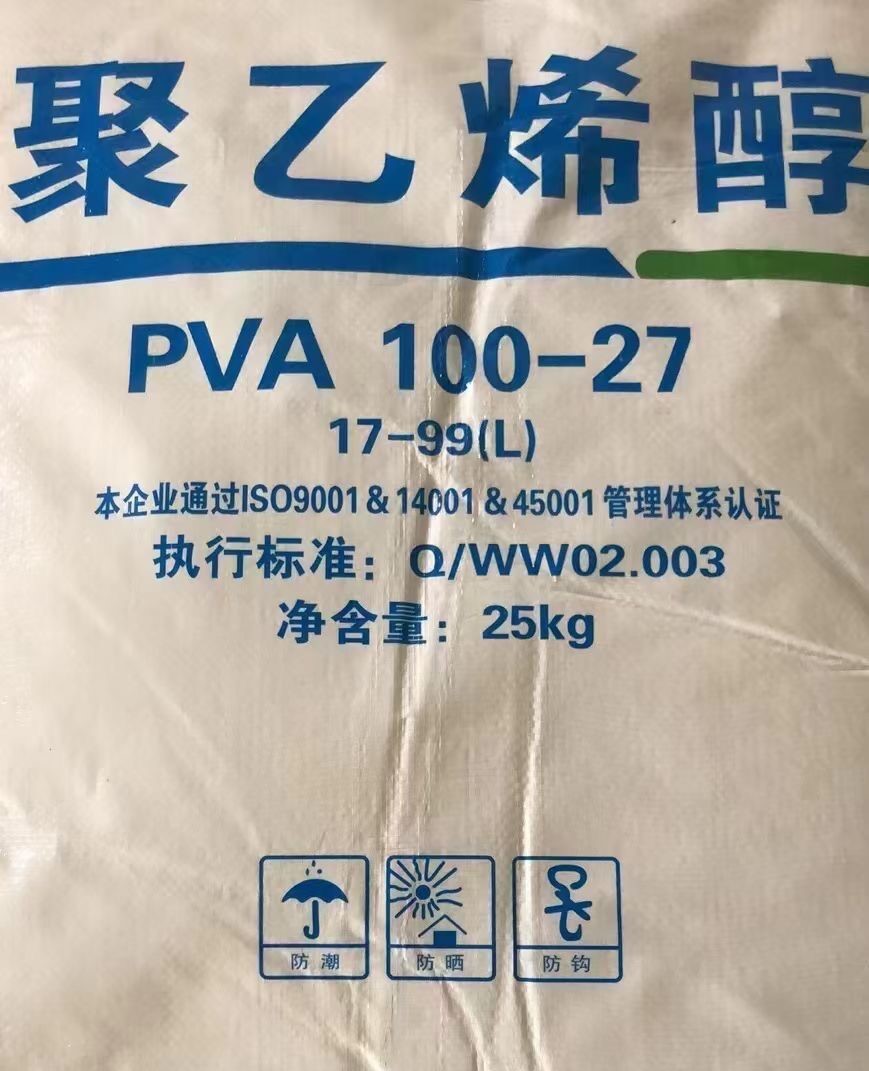 聚乙烯醇
PVA 100-27
17-99(L)
本企业通过ISO9001&14001&45001管理体系认证
执行标准：Q/WW02.003
净含量：25kg
防潮 防晒 防钩